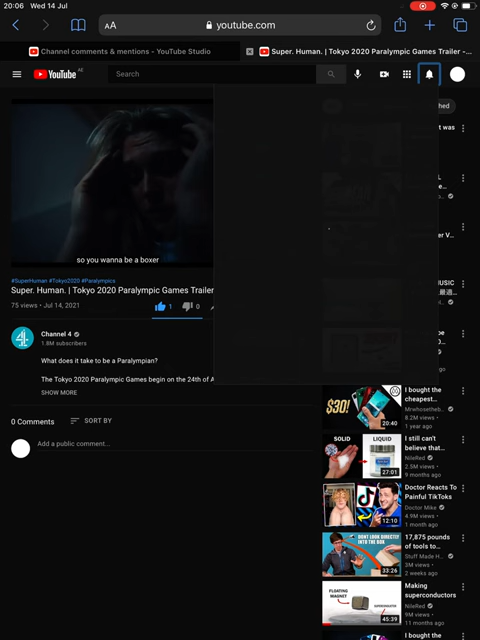 20:06 Wed 14 Jul
AA
youtube.com
Channel comments & mentions - YouTube Studio
Super. Human. | Tokyo 2020 Paralympic Games Trailer -...
YouTube AE
Search
so you wanna be a boxer
#SuperHuman #Tokyo2020 #Paralympics
Super. Human. | Tokyo 2020 Paralympic Games Trailer
75 views • Jul 14, 2021
1
0
Channel 4
1.8M subscribers
What does it take to be a Paralympian?
The Tokyo 2020 Paralympic Games begin on the 24th of A
SHOW MORE
0 Comments
SORT BY
Add a public comment...
hed
t was
L
er V...
USIC
pe
go
$30!
20:40
I bought the
cheapest...
Mrwhosetheb...
8.2M views •
1 year ago
SOLID
LIQUID
27:01
I still can't
believe that...
NileRed
2.5M views •
9 months ago
12:10
Doctor Reacts To
Painful TikToks
Doctor Mike
4.9M views •
1 month ago
DONT LOOK DIRECTLY
INTO THE BOX
33:26
17,875 pounds
of tools to...
Stuff Made H...
3M views •
2 weeks ago
FLOATING
MAGNET
SUPERCONDUCTOR
45:39
Making
superconductors
NileRed
9M views •
11 months ago
I bought the